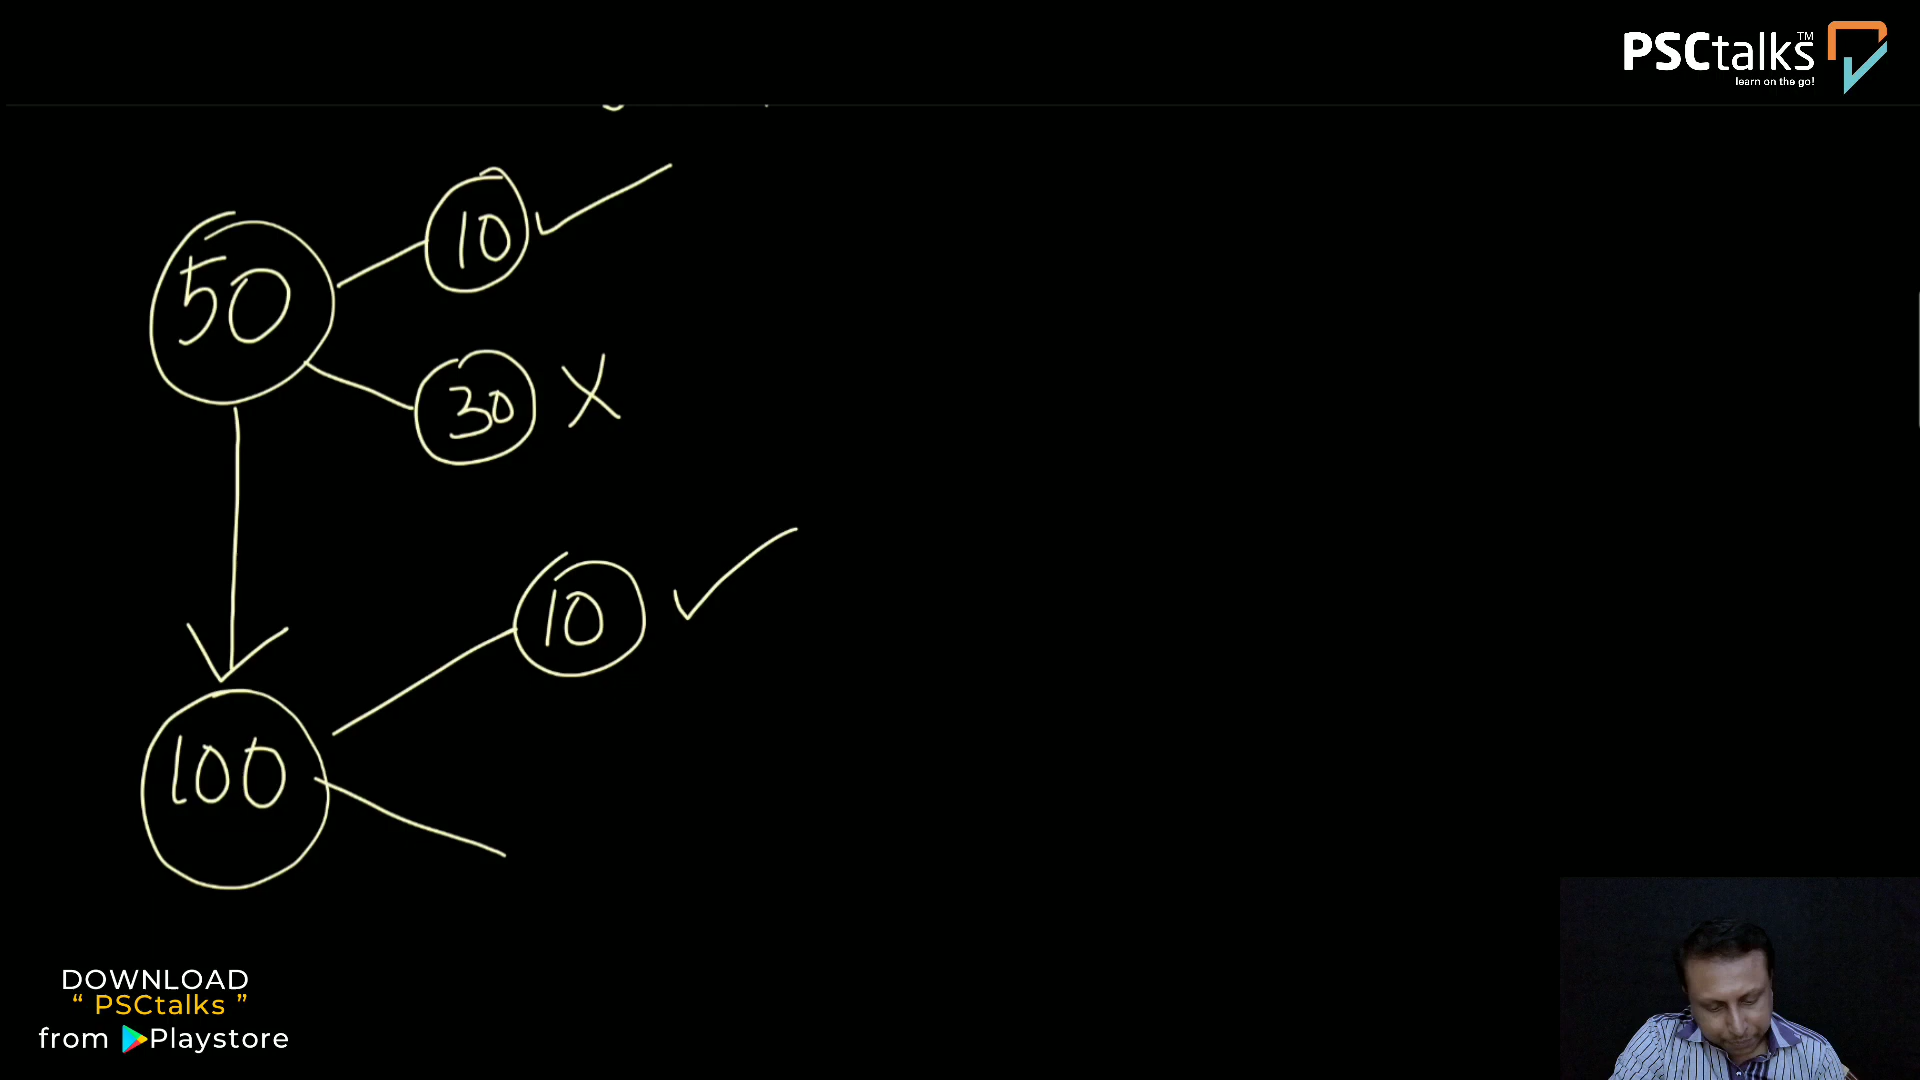 PSCtalks™
learn on the go!
10
50
30
10
100
DOWNLOAD
“ PSCtalks ”
from Playstore